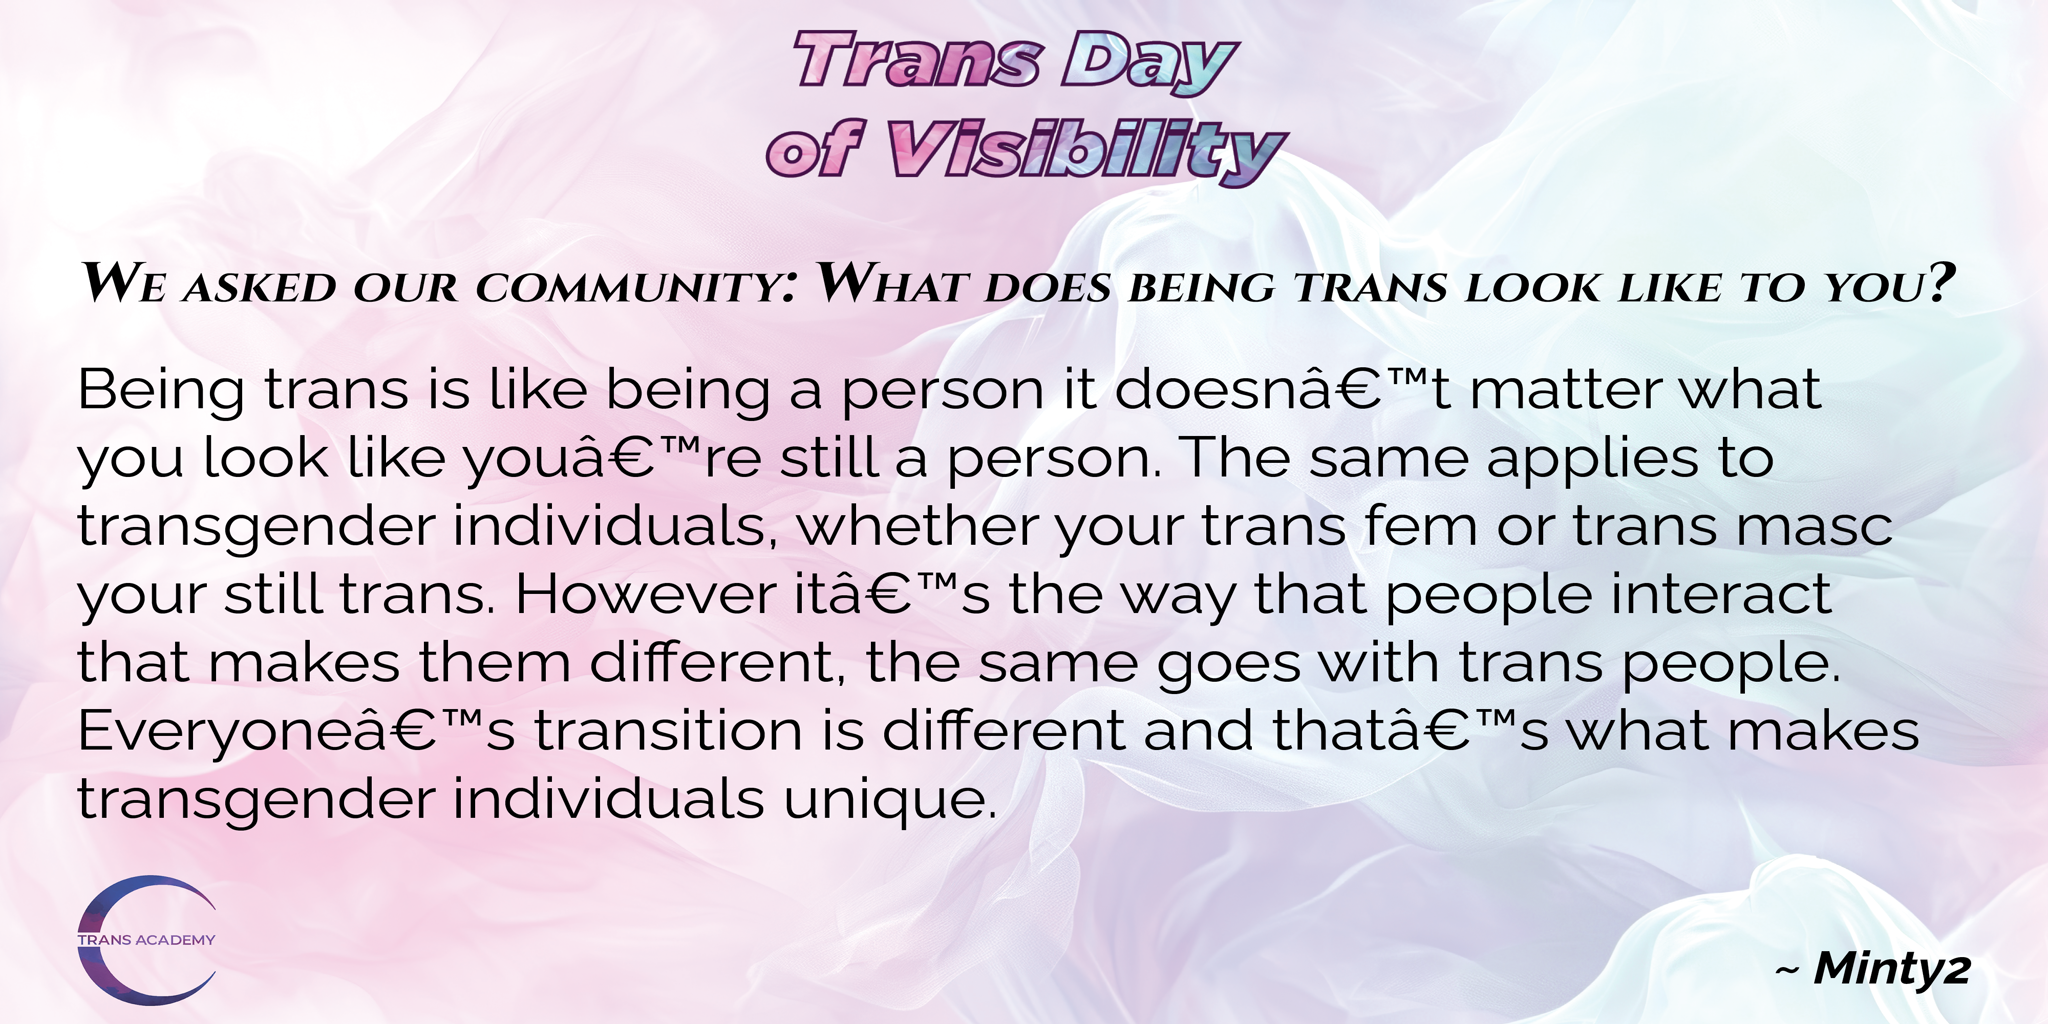 Trans Day
of Visibility
We asked our community: What does being trans look like to you?
Being trans is like being a person it doesnâ€™t matter what
you look like youâ€™re still a person. The same applies to
transgender individuals, whether your trans fem or trans masc
your still trans. However itâ€™s the way that people interact
that makes them different, the same goes with trans people.
Everyoneâ€™s transition is different and thatâ€™s what makes
transgender individuals unique.
TRANS ACADEMY
~ Minty2